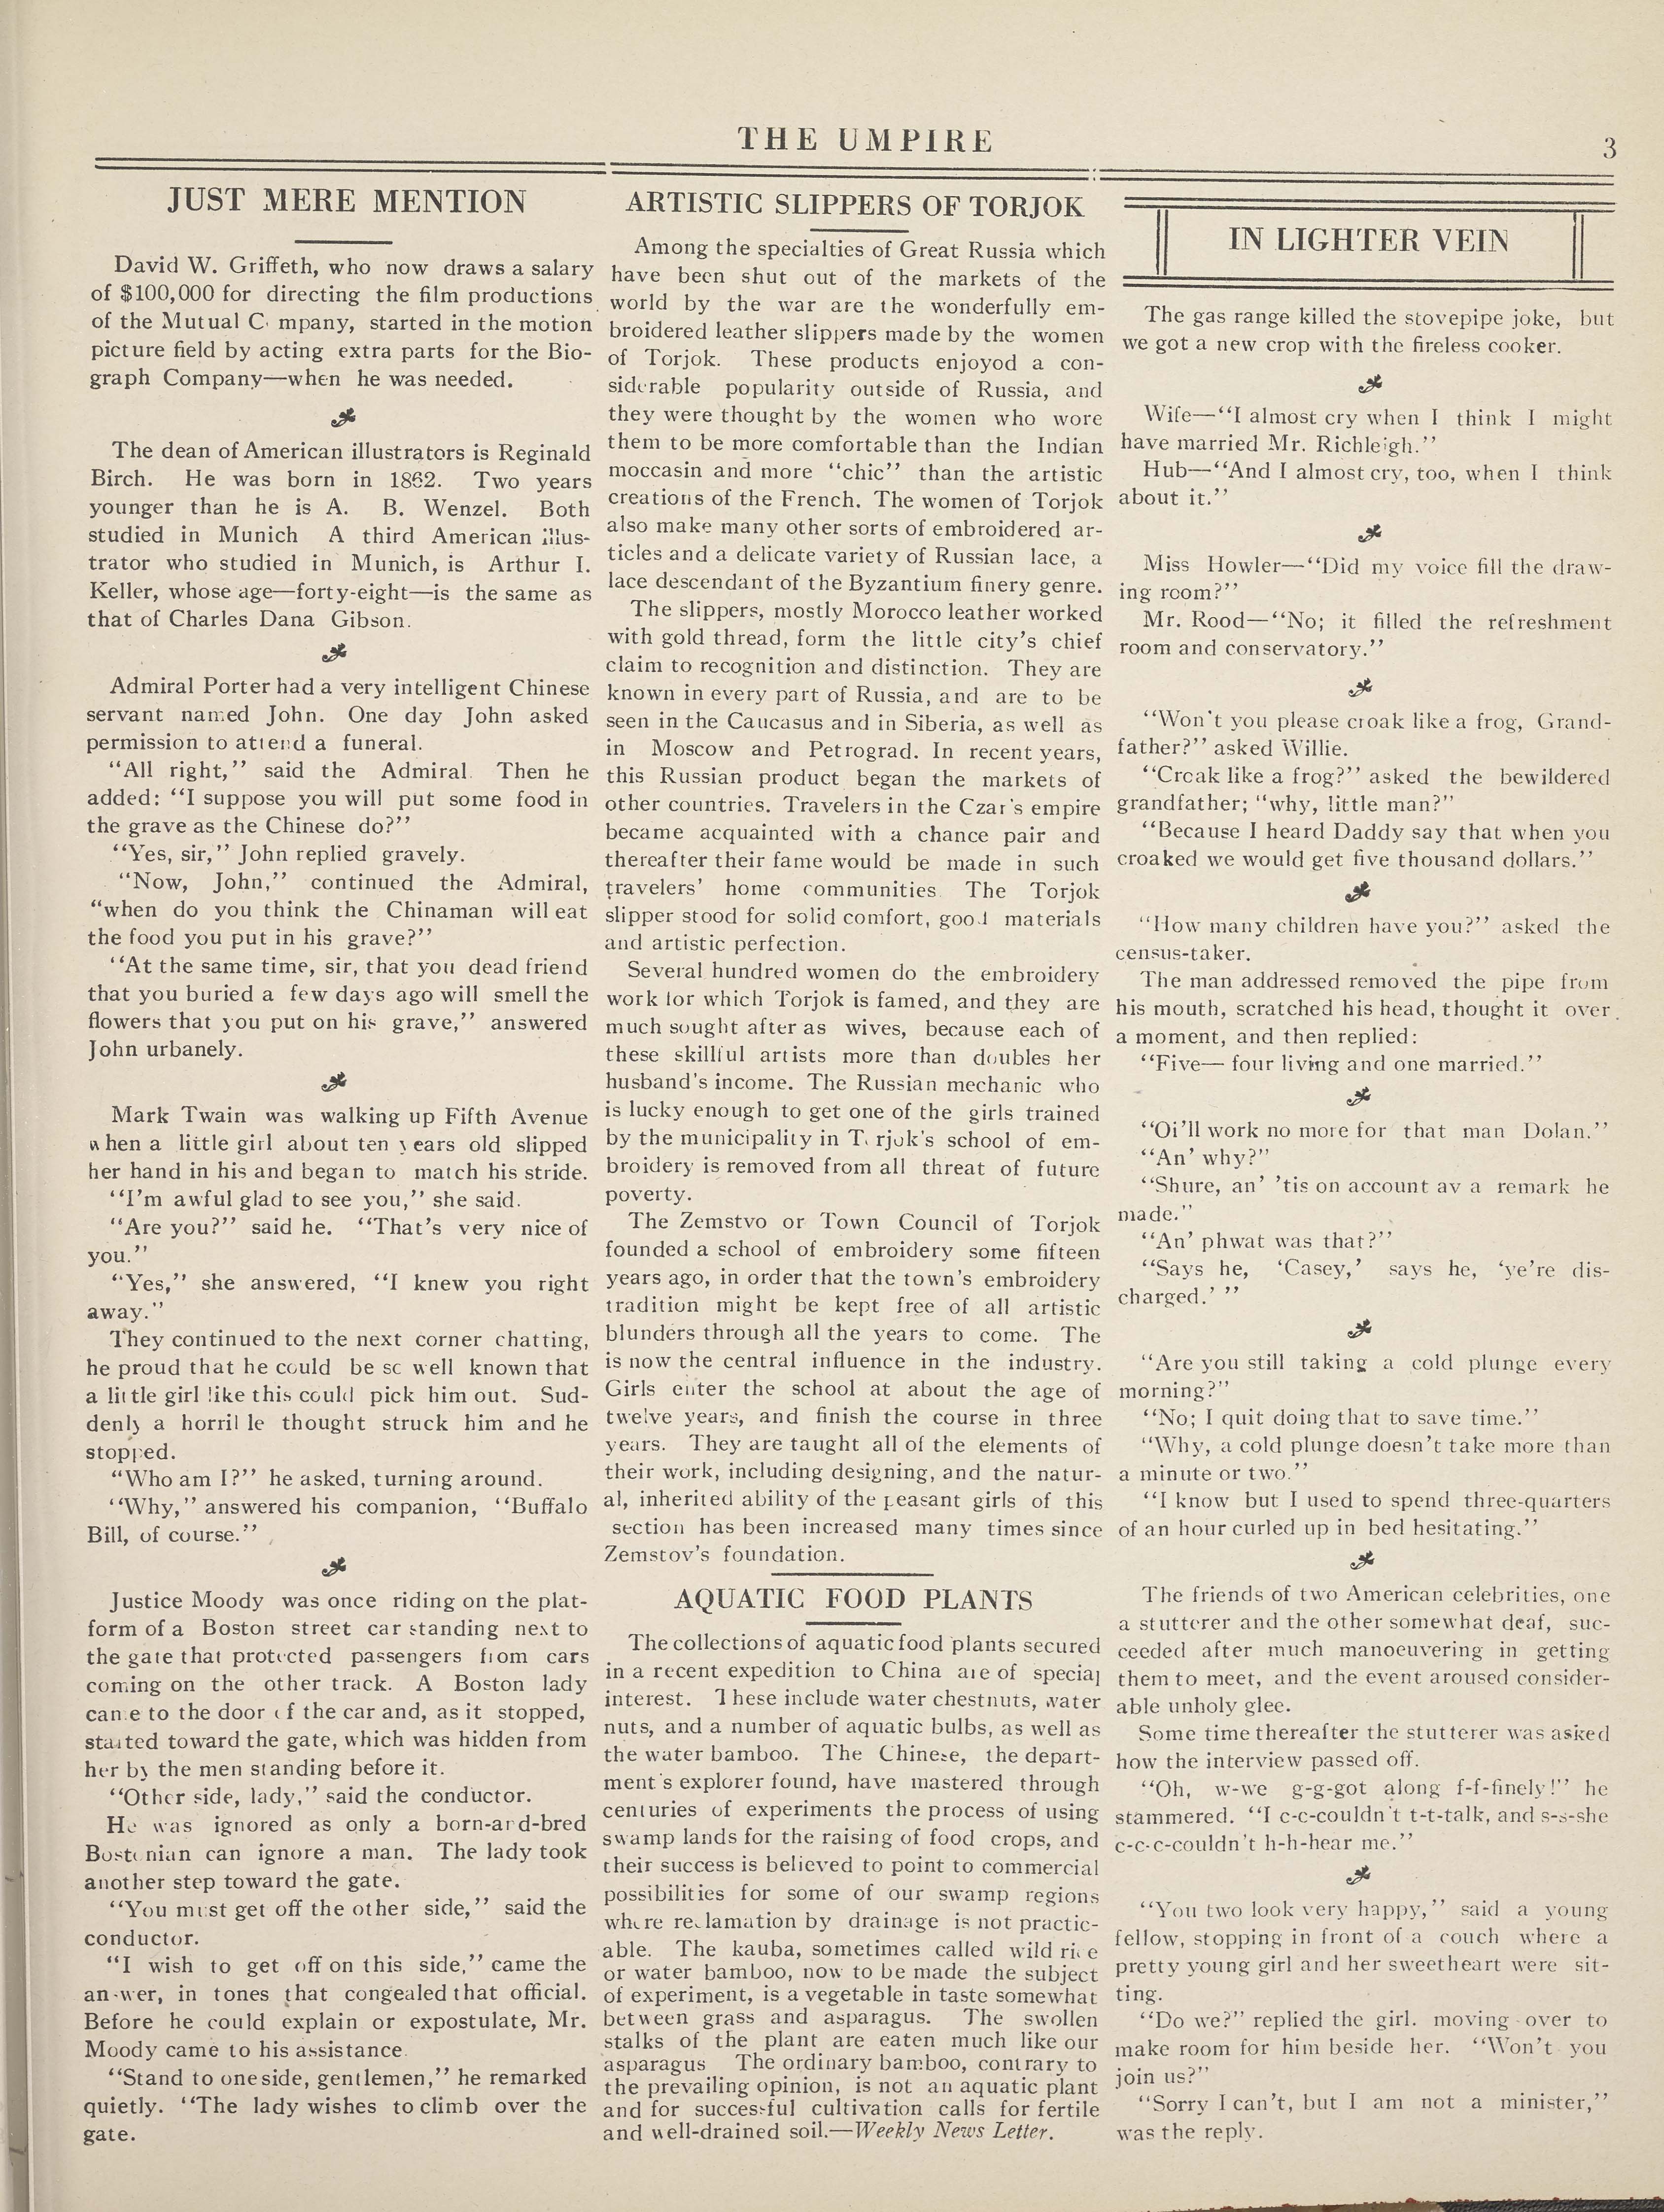 THE UMPIRE
3
JUST MERE MENTION
David W. Griffeth, who now draws a salary
of $100,000 for directing the film productions
of the Mutual C mpany, started in the motion
picture field by acting extra parts for the Bio-
graph Company—when he was needed.
The dean of American illustrators is Reginald
Birch. He was born in 1862. Two years
younger than he is A. B. Wenzel. Both
studied in Munich A third American illus-
trator who studied in Munich, is Arthur I.
Keller, whose age—forty-eight—is the same as
that of Charles Dana Gibson.
Admiral Porter had a very intelligent Chinese
servant named John. One day John asked
permission to attend a funeral.
"All right," said the Admiral. Then he
added: "I suppose you will put some food in
the grave as the Chinese do?"
"Yes, sir," John replied gravely.
"Now, John," continued the Admiral,
"when do you think the Chinaman will eat
the food you put in his grave?"
"At the same time, sir, that you dead friend
that you buried a few days ago will smell the
flowers that you put on his grave," answered
John urbanely.
Mark Twain was walking up Fifth Avenue
when a little girl about ten years old slipped
her hand in his and began to match his stride.
"I'm awful glad to see you," she said.
"Are you?" said he. "That's very nice of
you."
"Yes," she answered, "I knew you right
away."
They continued to the next corner chatting,
he proud that he could be so well known that
a little girl like this could pick him out. Sud-
denly a horrible thought struck him and he
stopped.
"Who am I?" he asked, turning around.
"Why," answered his companion, "Buffalo
Bill, of course."
Justice Moody was once riding on the plat-
form of a Boston street car standing next to
the gate that protected passengers from cars
coming on the other track. A Boston lady
came to the door of the car and, as it stopped,
started toward the gate, which was hidden from
her by the men standing before it.
"Other side, lady," said the conductor.
He was ignored as only a born-and-bred
Bostonian can ignore a man. The lady took
another step toward the gate.
"You must get off the other side," said the
conductor.
"I wish to get off on this side," came the
answer, in tones that congealed that official.
Before he could explain or expostulate, Mr.
Moody came to his assistance.
"Stand to one side, gentlemen," he remarked
quietly. "The lady wishes to climb over the
gate.
ARTISTIC SLIPPERS OF TORJOK
Among the specialties of Great Russia which
have been shut out of the markets of the
world by the war are the wonderfully em-
broidered leather slippers made by the women
of Torjok. These products enjoyod a con-
siderable popularity outside of Russia, and
they were thought by the women who wore
them to be more comfortable than the Indian
moccasin and more "chic" than the artistic
creations of the French. The women of Torjok
also make many other sorts of embroidered ar-
ticles and a delicate variety of Russian lace, a
lace descendant of the Byzantium finery genre.
The slippers, mostly Morocco leather worked
with gold thread, form the little city's chief
claim to recognition and distinction. They are
known in every part of Russia, and are to be
seen in the Caucasus and in Siberia, as well as
in Moscow and Petrograd. In recent years,
this Russian product began the markets of
other countries. Travelers in the Czar's empire
became acquainted with a chance pair and
thereafter their fame would be made in such
travelers' home communities. The Torjok
slipper stood for solid comfort, good materials
and artistic perfection.
Several hundred women do the embroidery
work for which Torjok is famed, and they are
much sought after as wives, because each of
these skillful artists more than doubles her
husband's income. The Russian mechanic who
is lucky enough to get one of the girls trained
by the municipality in T rjok's school of em-
broidery is removed from all threat of future
poverty.
The Zemstvo or Town Council of Torjok
founded a school of embroidery some fifteen
years ago, in order that the town's embroidery
tradition might be kept free of all artistic
blunders through all the years to come. The
is now the central influence in the industry.
Girls enter the school at about the age of
twelve years, and finish the course in three
years. They are taught all of the elements of
their work, including designing, and the natur-
al, inherited ability of the peasant girls of this
section has been increased many times since
Zemstov's foundation.
AQUATIC FOOD PLANTS
The collections of aquatic food plants secured
in a recent expedition to China are of special
interest. These include water chestnuts, water
nuts, and a number of aquatic bulbs, as well as
the water bamboo. The Chinese, the depart-
ment's explorer found, have mastered through
centuries of experiments the process of using
swamp lands for the raising of food crops, and
their success is believed to point to commercial
possibilities for some of our swamp regions
where reclamation by drainage is not practic-
able. The kauba, sometimes called wild rice
or water bamboo, now to be made the subject
of experiment, is a vegetable in taste somewhat
between grass and asparagus. The swollen
stalks of the plant are eaten much like our
asparagus The ordinary bamboo, contrary to
the prevailing opinion, is not an aquatic plant
and for successful cultivation calls for fertile
and well-drained soil.—Weekly News Letter.
IN LIGHTER VEIN
The gas range killed the stovepipe joke, but
we got a new crop with the fireless cooker.
Wife—"I almost cry when I think I might
have married Mr. Richleigh."
Hub—"And I almost cry, too, when I think
about it."
Miss Howler—"Did my voice fill the draw-
ing room?"
Mr. Rood—"No; it filled the refreshment
room and conservatory."
"Won't you please croak like a frog, Grand-
father?" asked Willie.
"Croak like a frog?" asked the bewildered
grandfather; "why, little man?"
"Because I heard Daddy say that when you
croaked we would get five thousand dollars."
"How many children have you?" asked the
census-taker.
The man addressed removed the pipe from
his mouth, scratched his head, thought it over
a moment, and then replied:
"Five— four living and one married."
"Oi'll work no more for that man Dolan."
"An' why?"
"Shure, an' 'tis on account av a remark he
made."
"An' phwat was that?"
"Says he, 'Casey,' says he, 'ye're dis-
charged.' "
"Are you still taking a cold plunge every
morning?"
"No; I quit doing that to save time."
"Why, a cold plunge doesn't take more than
a minute or two."
"I know but I used to spend three-quarters
of an hour curled up in bed hesitating."
The friends of two American celebrities, one
a stutterer and the other somewhat deaf, suc-
ceeded after much manoeuvering in getting
them to meet, and the event aroused consider-
able unholy glee.
Some time thereafter the stutterer was asked
how the interview passed off.
"Oh, w-we g-g-got along f-f-finely!" he
stammered. "I c-c-couldn't t-t-talk, and s-s-she
c-c-c-couldn't h-h-hear me."
"You two look very happy," said a young
fellow, stopping in front of a couch where a
pretty young girl and her sweetheart were sit-
ting.
"Do we?" replied the girl. moving over to
make room for him beside her. "Won't you
join us?"
"Sorry I can't, but I am not a minister,"
was the reply.